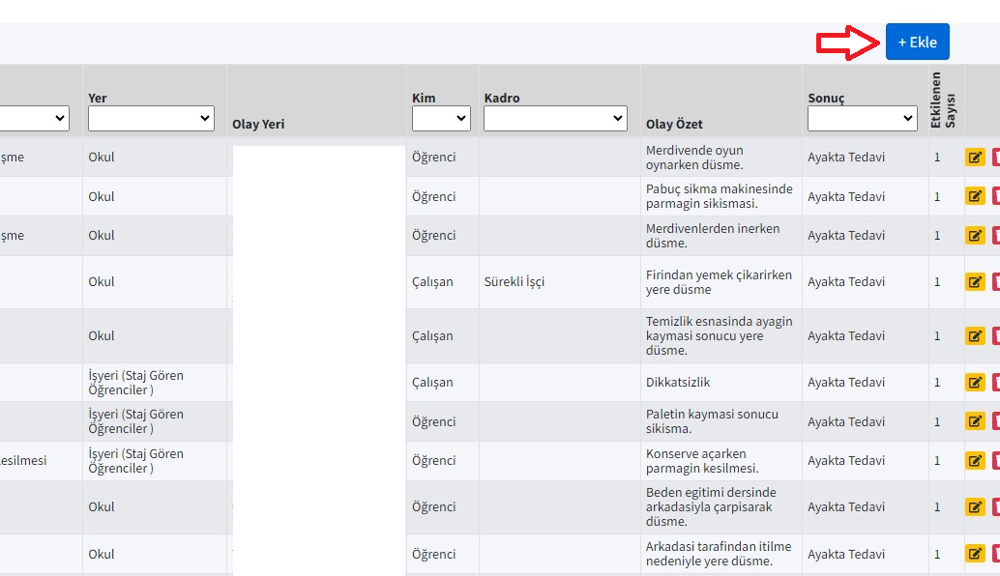 + Ekle
Yer
Olay Yeri
Kim
Kadro
Olay Özet
Sonuç
Etkilenen
Sayısı
şme
Okul
Öğrenci
Merdivende oyun
oynarken düsme.
Ayakta Tedavi
1
Okul
Öğrenci
Pabuç sikma makinesinde
parmagin sikismasi.
Ayakta Tedavi
1
şme
Okul
Öğrenci
Merdivenlerden inerken
düsme.
Ayakta Tedavi
1
Okul
Çalışan
Sürekli İşçi
Firindan yemek çikarirken
yere düsme
Ayakta Tedavi
1
Okul
Çalışan
Temizlik esnasinda ayagin
kaymasi sonucu yere
düsme.
Ayakta Tedavi
1
İşyeri (Staj Gören
Öğrenciler )
Çalışan
Dikkatsizlik
Ayakta Tedavi
1
İşyeri (Staj Gören
Öğrenciler )
Öğrenci
Paletin kaymasi sonucu
sikisma.
Ayakta Tedavi
1
esilmesi
İşyeri (Staj Gören
Öğrenciler )
Öğrenci
Konserve açarken
parmagin kesilmesi.
Ayakta Tedavi
1
Okul
Öğrenci
Beden egitimi dersinde
arkadasiyla çarpisarak
düsme.
Ayakta Tedavi
1
Okul
Öğrenci
Arkadasi tarafindan itilme
nedeniyle yere düsme.
Ayakta Tedavi
1